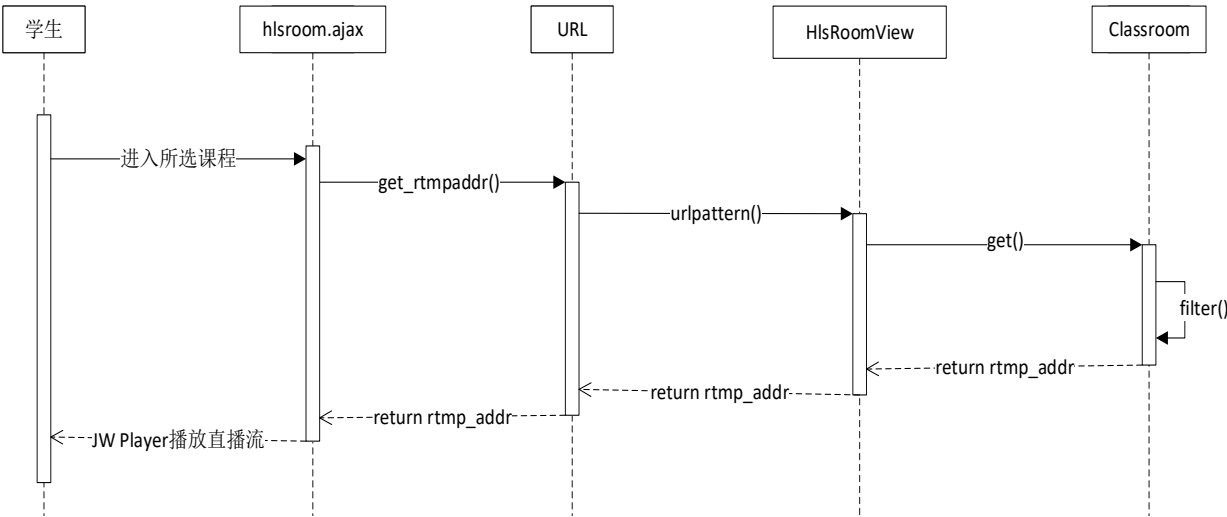 学生
hlsroom.ajax
URL
HlsRoomView
Classroom
进入所选课程
get_rtmpaddr()
urlpattern()
get()
filter()
return rtmp_addr
return rtmp_addr
return rtmp_addr
JW Player播放直播流